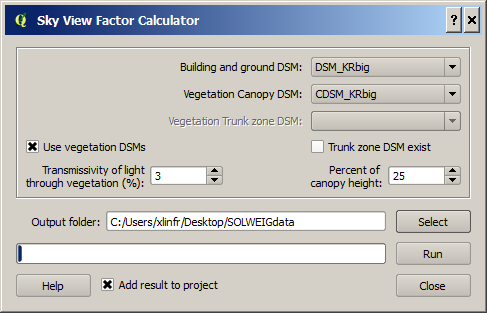 Sky View Factor Calculator
Building and ground DSM: DSM_KRbig
Vegetation Canopy DSM: CDSM_KRbig
Vegetation Trunk zone DSM:
Use vegetation DSMs
Trunk zone DSM exist
Transmissivity of light
through vegetation (%): 3
Percent of
canopy height: 25
Output folder: C:/Users/xlinfr/Desktop/SOLWEIGdata Select
Run
Help Add result to project Close